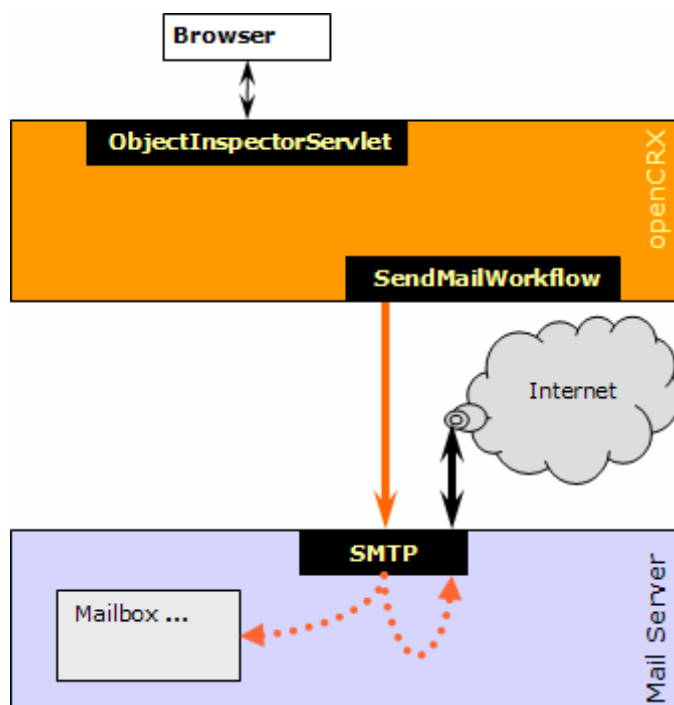 Browser
ObjectInspectorServlet
openCRX
SendMailWorkflow
Internet
SMTP
Mailbox ...
Mail Server